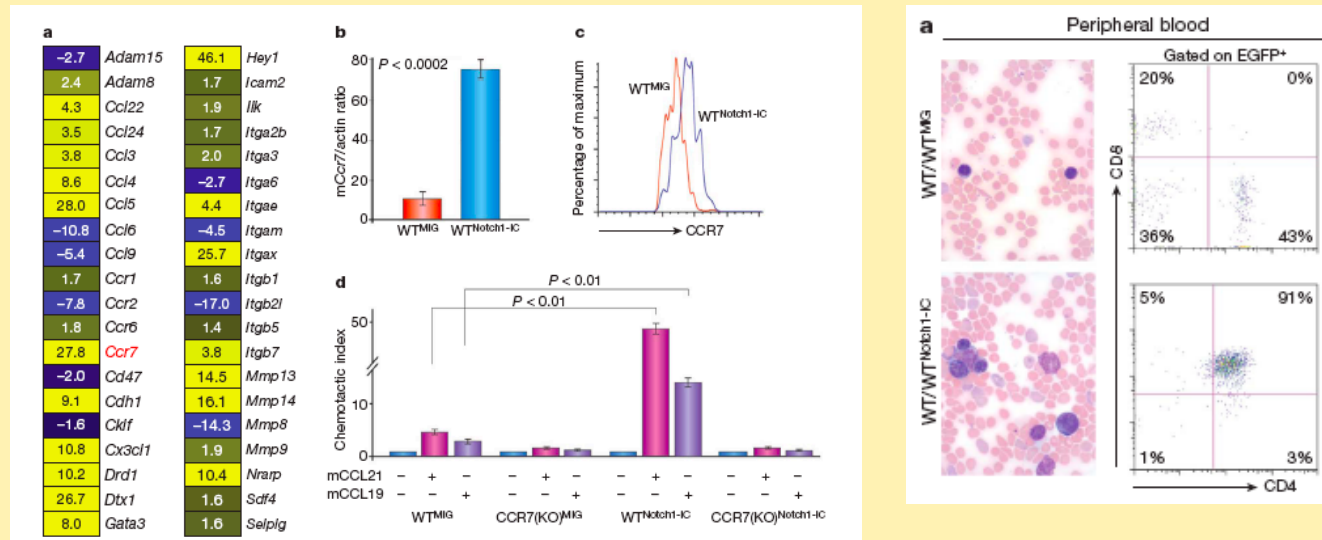 a
−2.7 Adam15 46.1 Hey1
2.4 Adam8 1.7 Icam2
4.3 Ccl22 1.9 Ilk
3.5 Ccl24 1.7 Itga2b
3.8 Ccl3 2.0 Itga3
8.6 Ccl4 −2.7 Itga6
28.0 Ccl5 4.4 Itgae
−10.8 Ccl6 −4.5 Itgam
−5.4 Ccl9 25.7 Itgax
1.7 Ccr1 1.6 Itgb1
−7.8 Ccr2 −17.0 Itgb2l
1.8 Ccr6 1.4 Itgb5
27.8 Ccr7 3.8 Itgb7
−2.0 Cd47 14.5 Mmp13
9.1 Cdh1 16.1 Mmp14
−1.6 Cklf −14.3 Mmp8
10.8 Cx3cl1 1.9 Mmp9
10.2 Drd1 10.4 Nrarp
26.7 Dtx1 1.6 Sdf4
8.0 Gata3 1.6 Selplg
b
P < 0.0002
mCcr7/actin ratio
80
60
40
20
0
WTMIG WTNotch1-IC
c
Percentage of maximum
WTMIG
WTNotch1-IC
CCR7
d
P < 0.01
P < 0.01
Chemotactic index
50
10
0
mCCL21 − + − − + − − + − − + −
mCCL19 − − + − − + − − + − − +
WTMIG CCR7(KO)MIG WTNotch1-IC CCR7(KO)Notch1-IC
a
Peripheral blood
Gated on EGFP+
WT/WTMIG
20% 0%
36% 43%
WT/WTNotch1-IC
5% 91%
1% 3%
CD8
CD4